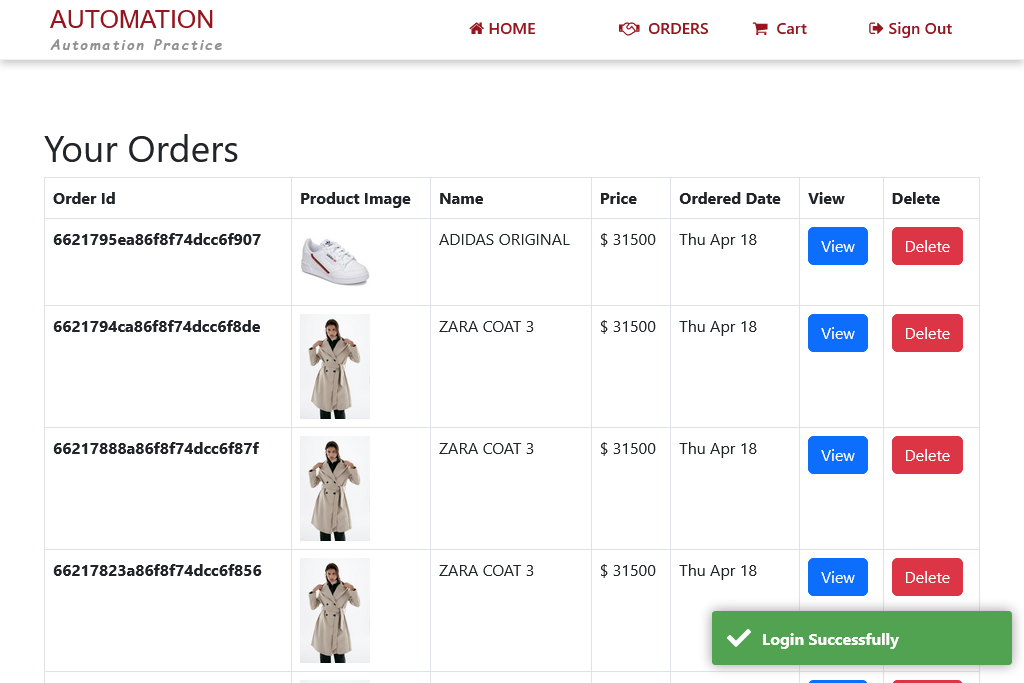 AUTOMATION
Automation Practice
HOME ORDERS Cart Sign Out
Your Orders
Order Id Product Image Name Price Ordered Date View Delete
6621795ea86f8f74dcc6f907 ADIDAS ORIGINAL $ 31500 Thu Apr 18 View Delete
6621794ca86f8f74dcc6f8de ZARA COAT 3 $ 31500 Thu Apr 18 View Delete
66217888a86f8f74dcc6f87f ZARA COAT 3 $ 31500 Thu Apr 18 View Delete
66217823a86f8f74dcc6f856 ZARA COAT 3 $ 31500 Thu Apr 18 View Delete
Login Successfully